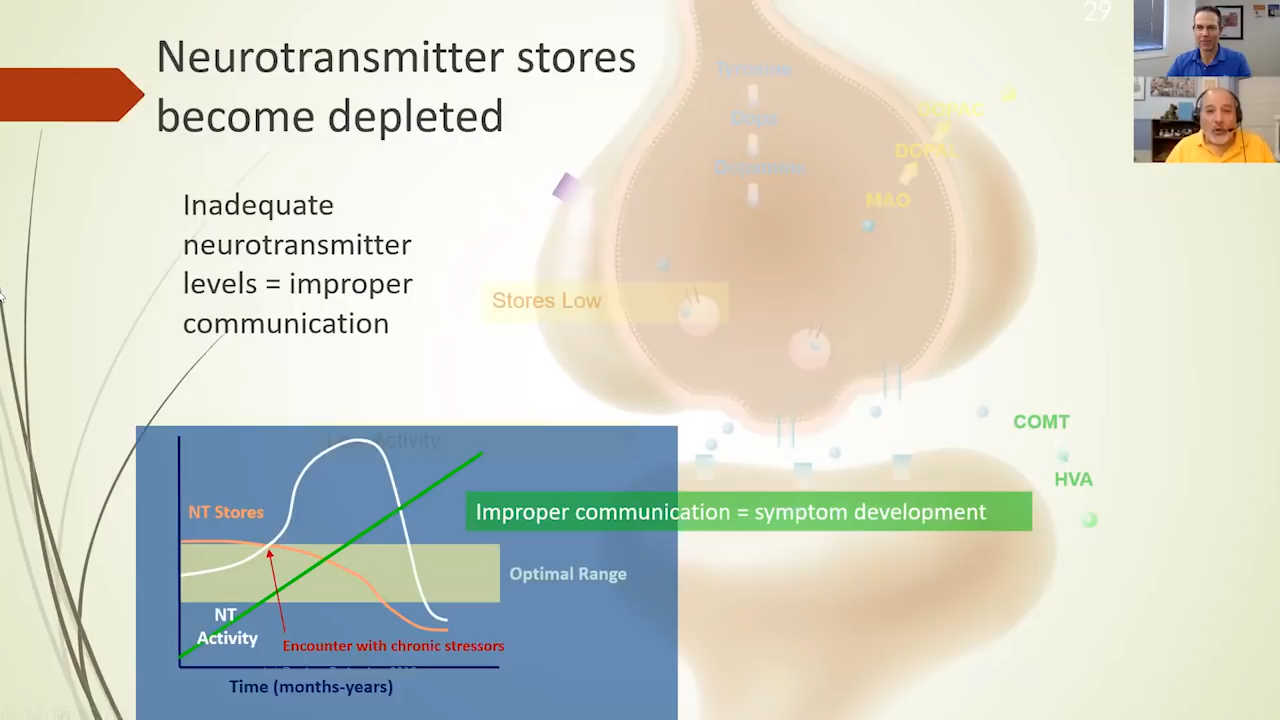 29
Neurotransmitter stores
become depleted
Inadequate
neurotransmitter
levels = improper
communication
Tyrosine
Dopa
Dopamine
DOPAC
DOPAL
MAO
Stores Low
COMT
HVA
Activity
NT Stores
Improper communication = symptom development
Optimal Range
NT
Activity
Encounter with chronic stressors
Time (months-years)